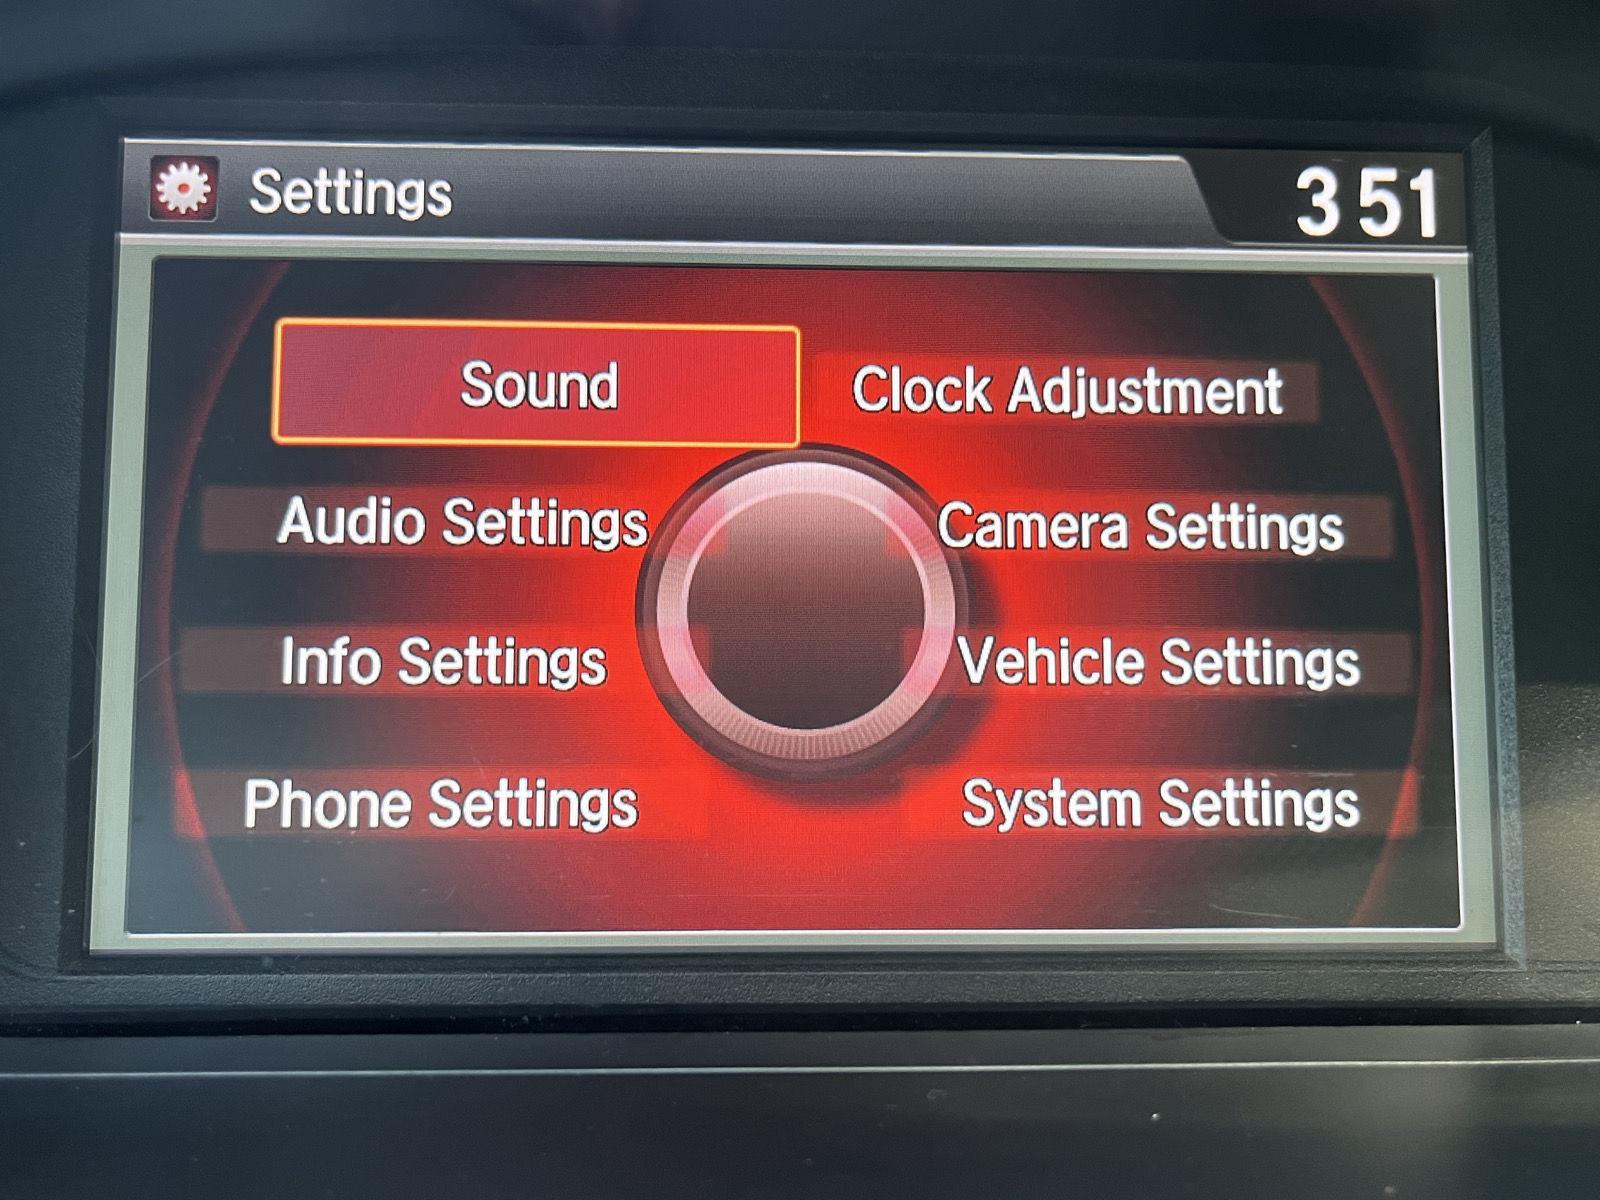 Settings
3 51
Sound
Clock Adjustment
Audio Settings
Camera Settings
Info Settings
Vehicle Settings
Phone Settings
System Settings